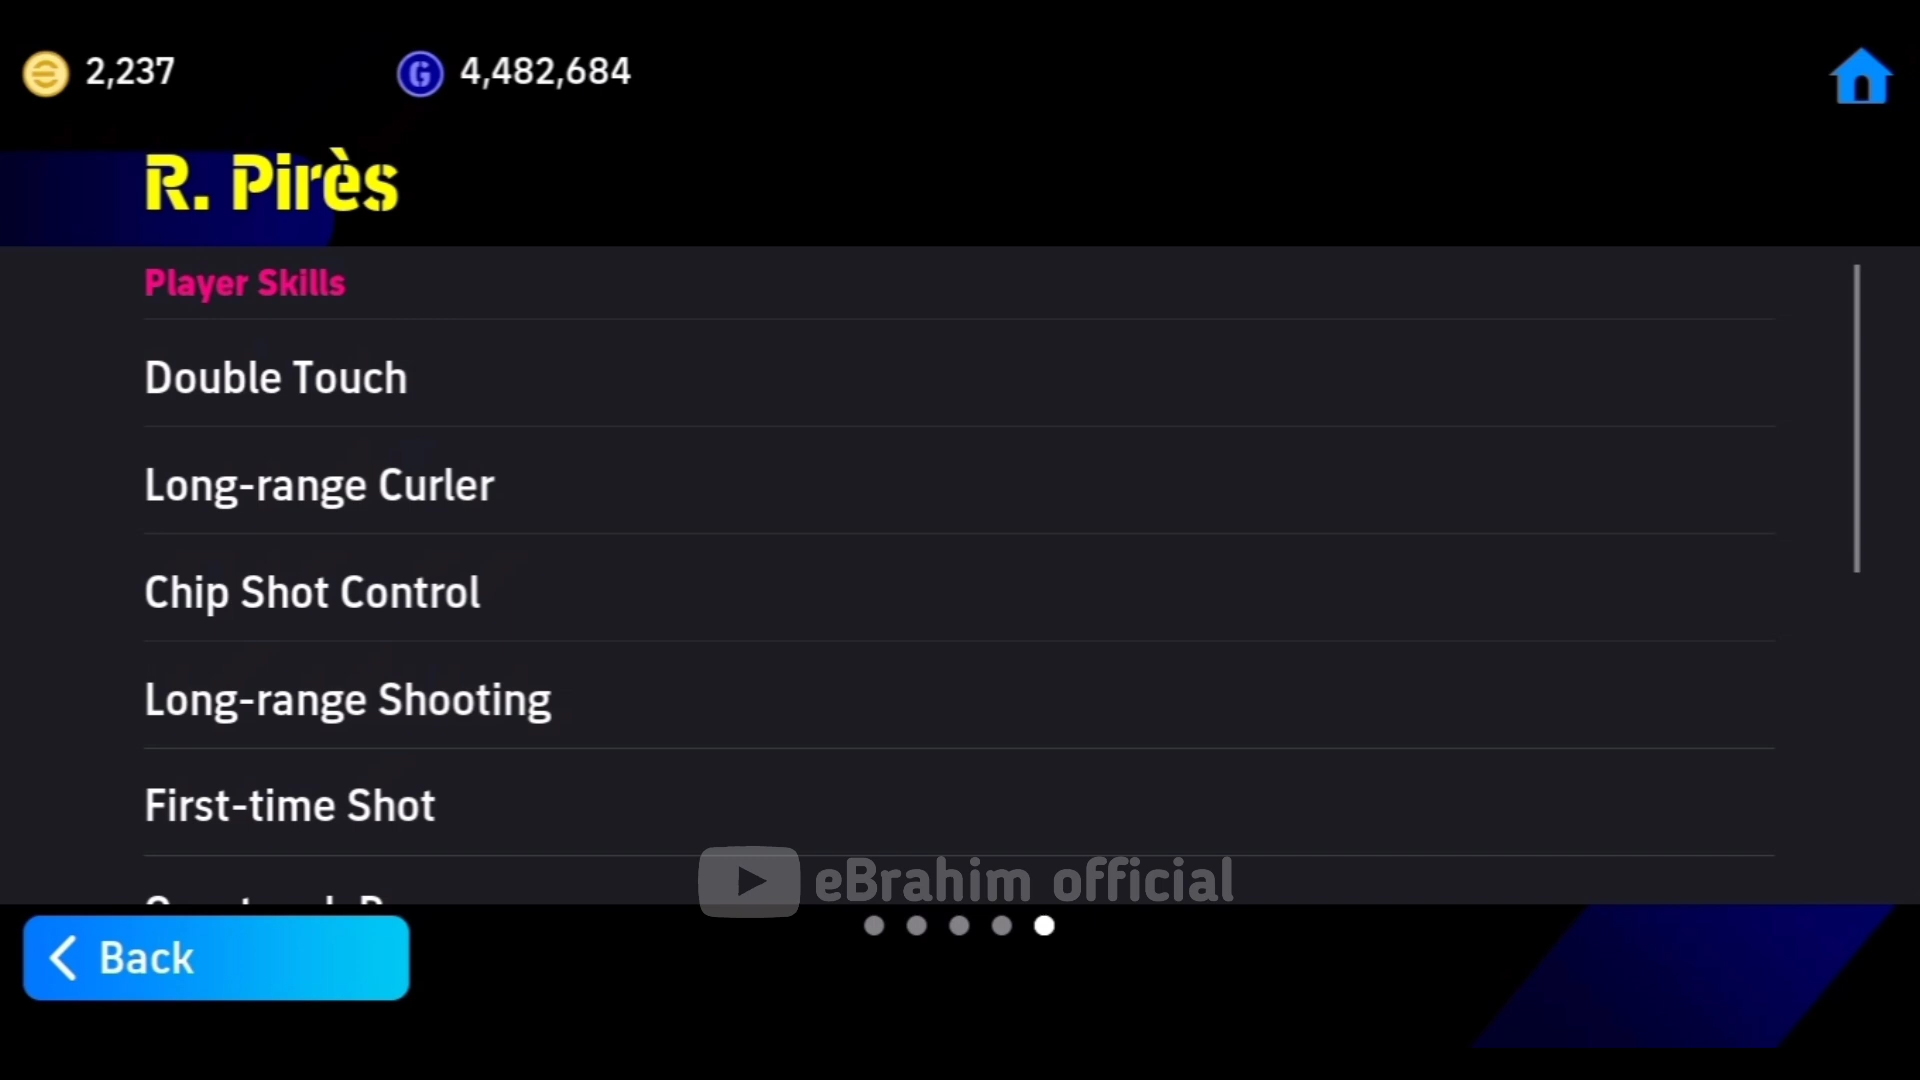 2,237
4,482,684
R. Pirès
Player Skills
Double Touch
Long-range Curler
Chip Shot Control
Long-range Shooting
First-time Shot
eBrahim official
Back